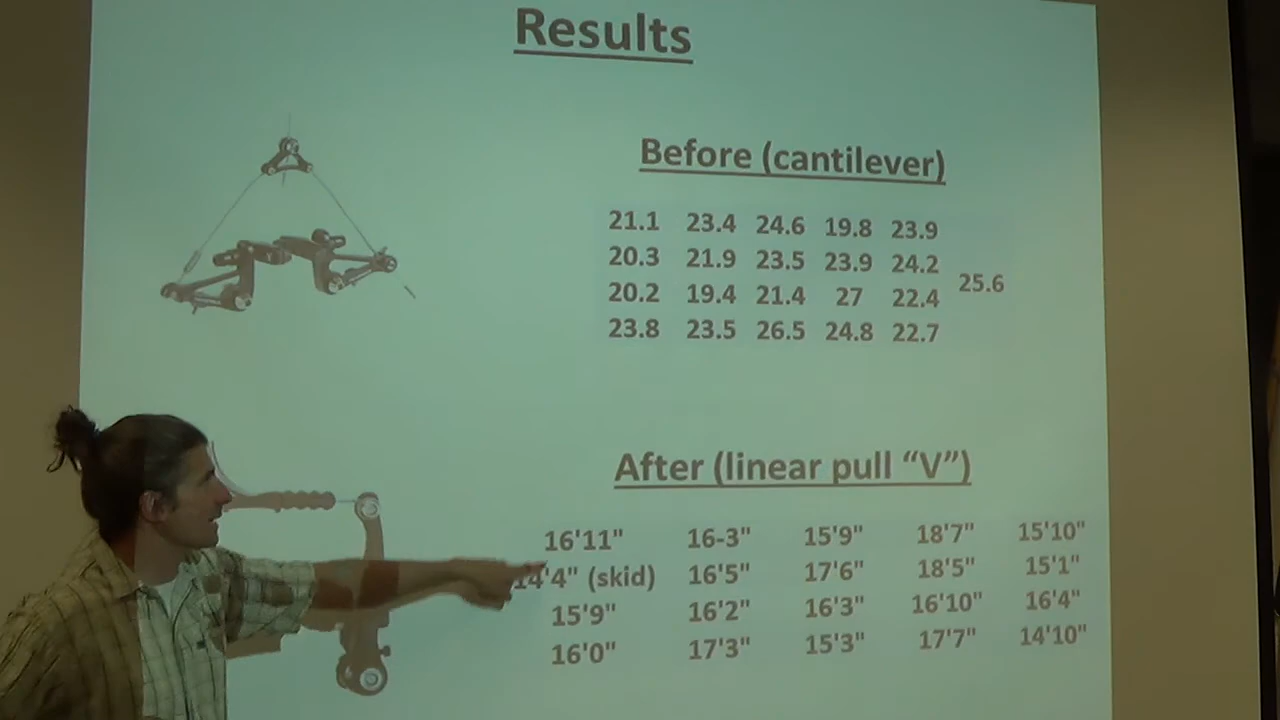 Results
Before (cantilever)
21.1 23.4 24.6 19.8 23.9
20.3 21.9 23.5 23.9 24.2
25.6
20.2 19.4 21.4 27 22.4
23.8 23.5 26.5 24.8 22.7
After (linear pull “V”)
16'11" 16-3" 15'9" 18'7" 15'10"
14'4" (skid) 16'5" 17'6" 18'5" 15'1"
15'9" 16'2" 16'3" 16'10" 16'4"
16'0" 17'3" 15'3" 17'7" 14'10"